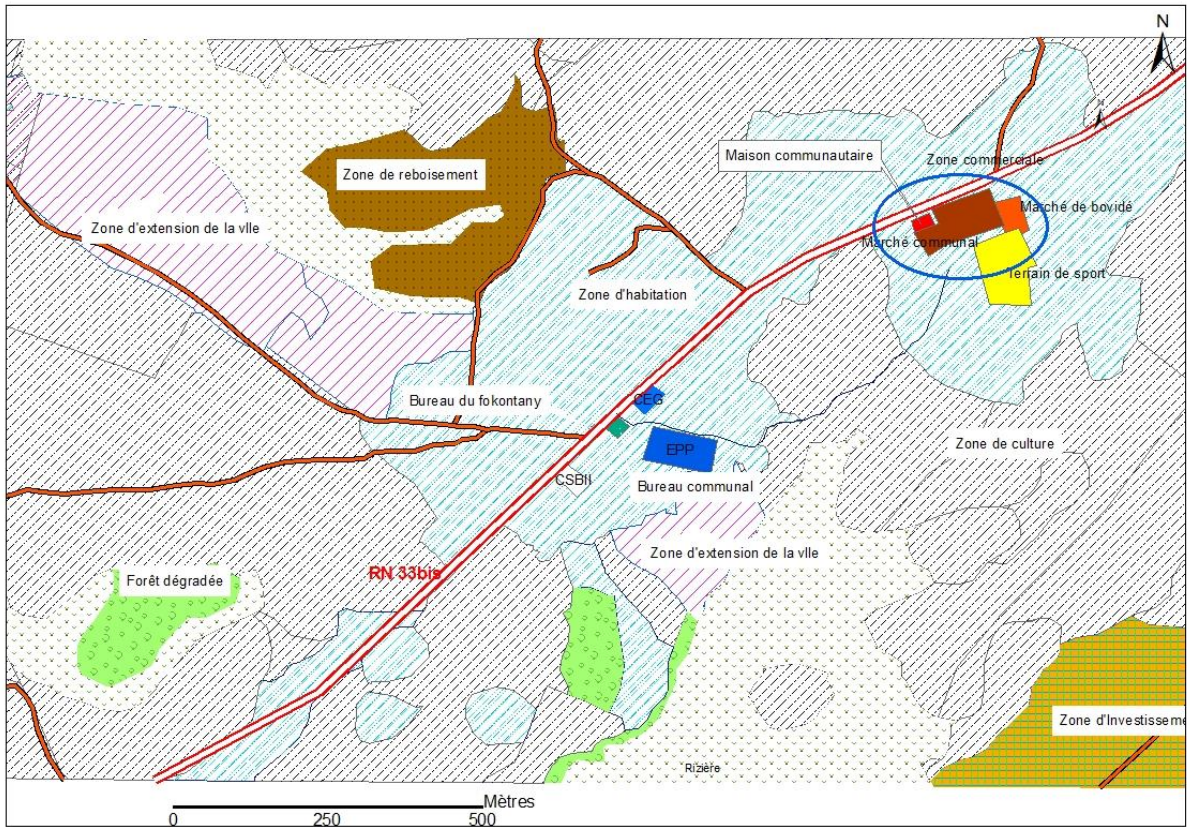 N
N
Maison communautaire
Zone commerciale
Zone de reboisement
Marché de bovidé
Zone d'extension de la vlle
Marché communal
Terrain de sport
Zone d'habitation
CEG
Bureau du fokontany
EPP
Zone de culture
CSBII
Bureau communal
Zone d'extension de la vlle
RN 33bis
Forêt dégradée
Zone d'Investisseme
Rizière
Mètres
0 250 500